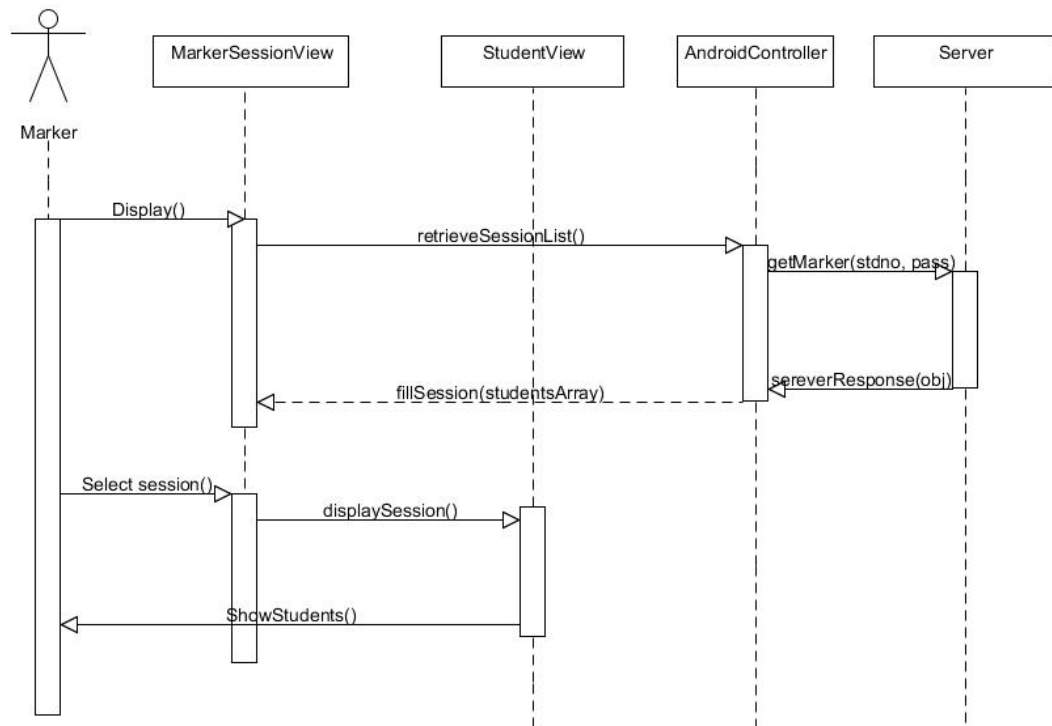 MarkerSessionView
StudentView
AndroidController
Server
Marker
Display()
retrieveSessionList()
getMarker(stdno, pass)
sereverResponse(obj)
fillSession(studentsArray)
Select session()
displaySession()
ShowStudents()